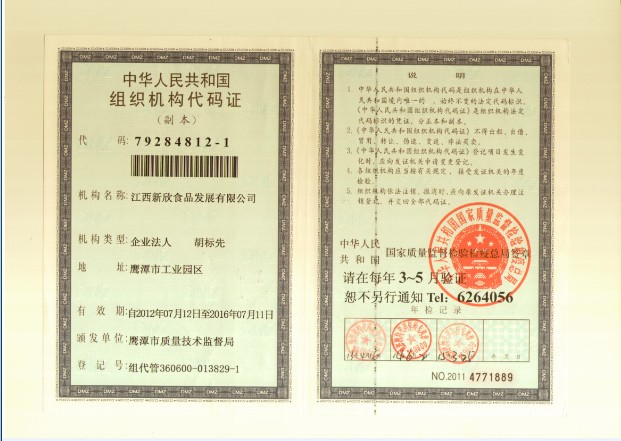 中华人民共和国
组织机构代码证
(副本)
代 码: 79284812-1
机构名称: 江西新欣食品发展有限公司
机构类型: 企业法人 胡标先
地 址: 鹰潭市工业园区
有 效 期: 自2012年07月12日至2016年07月11日
颁发单位: 鹰潭市质量技术监督局
登 记 号: 组代管360600-013829-1
说 明
1. 中华人民共和国组织机构代码是组织机构在中华人
民共和国境内唯一的、始终不变的法定代码标识,
《中华人民共和国组织机构代码证》是组织机构法定
代码标识的凭证,分正本和副本。
2. 《中华人民共和国组织机构代码证》不得出租、出借、
冒用、转让、伪造、变造、非法买卖。
3. 《中华人民共和国组织机构代码证》登记项目发生变
化时,应向发证机关申请变更登记。
4. 各组织机构应当按有关规定,接受发证机关的年度
检验。
5. 组织机构依法注销、撤消时,应向原发证机关办理注
销登记,并交回全部代码证。
中华人民
共和国 国家质量监督检验检疫总局签章
请在每年 3~5 月验证
恕不另行通知 Tel: 6264056
年检记录
NO.2011 4771889